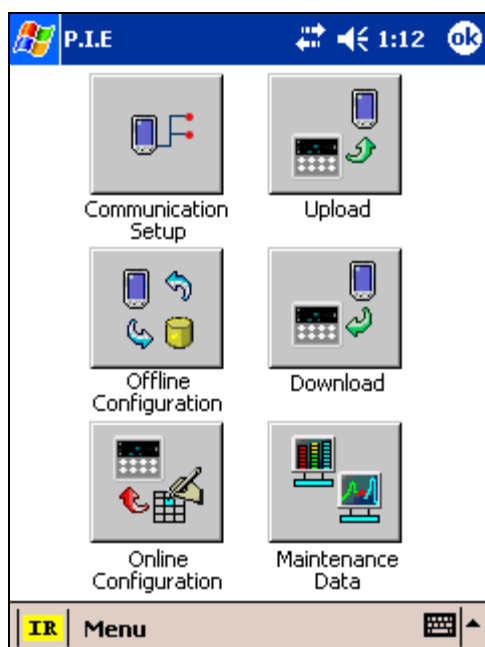 P.I.E 1:12 ok
Communication
Setup
Upload
Offline
Configuration
Download
Online
Configuration
Maintenance
Data
IR Menu